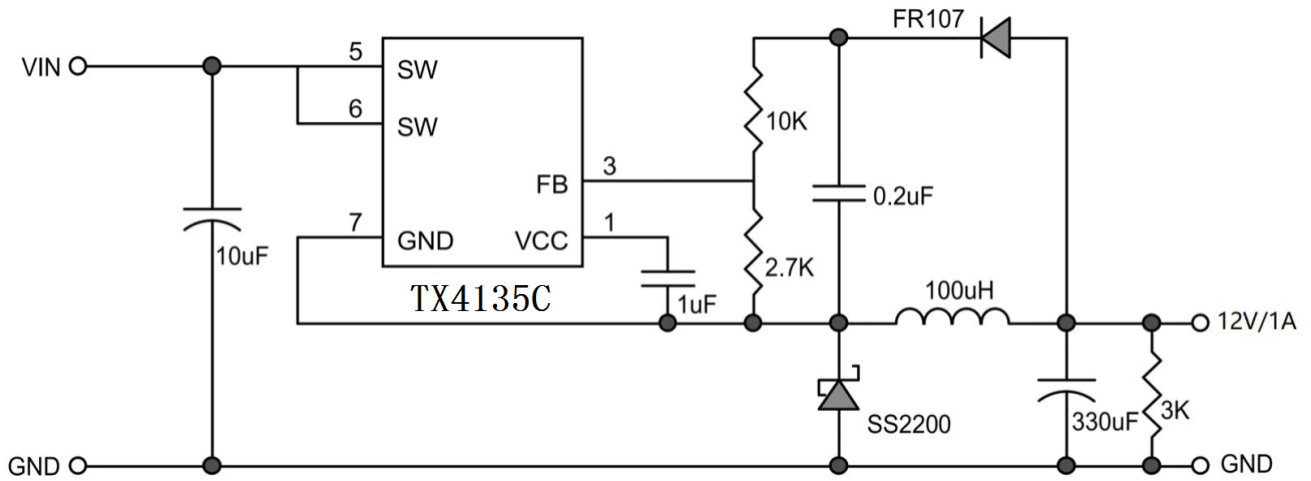 FR107
VIN
5
SW
6
SW
10K
3
FB
0.2uF
7
GND
1
VCC
10uF
2.7K
TX4135C
1uF
100uH
12V/1A
SS2200
330uF
3K
GND
GND